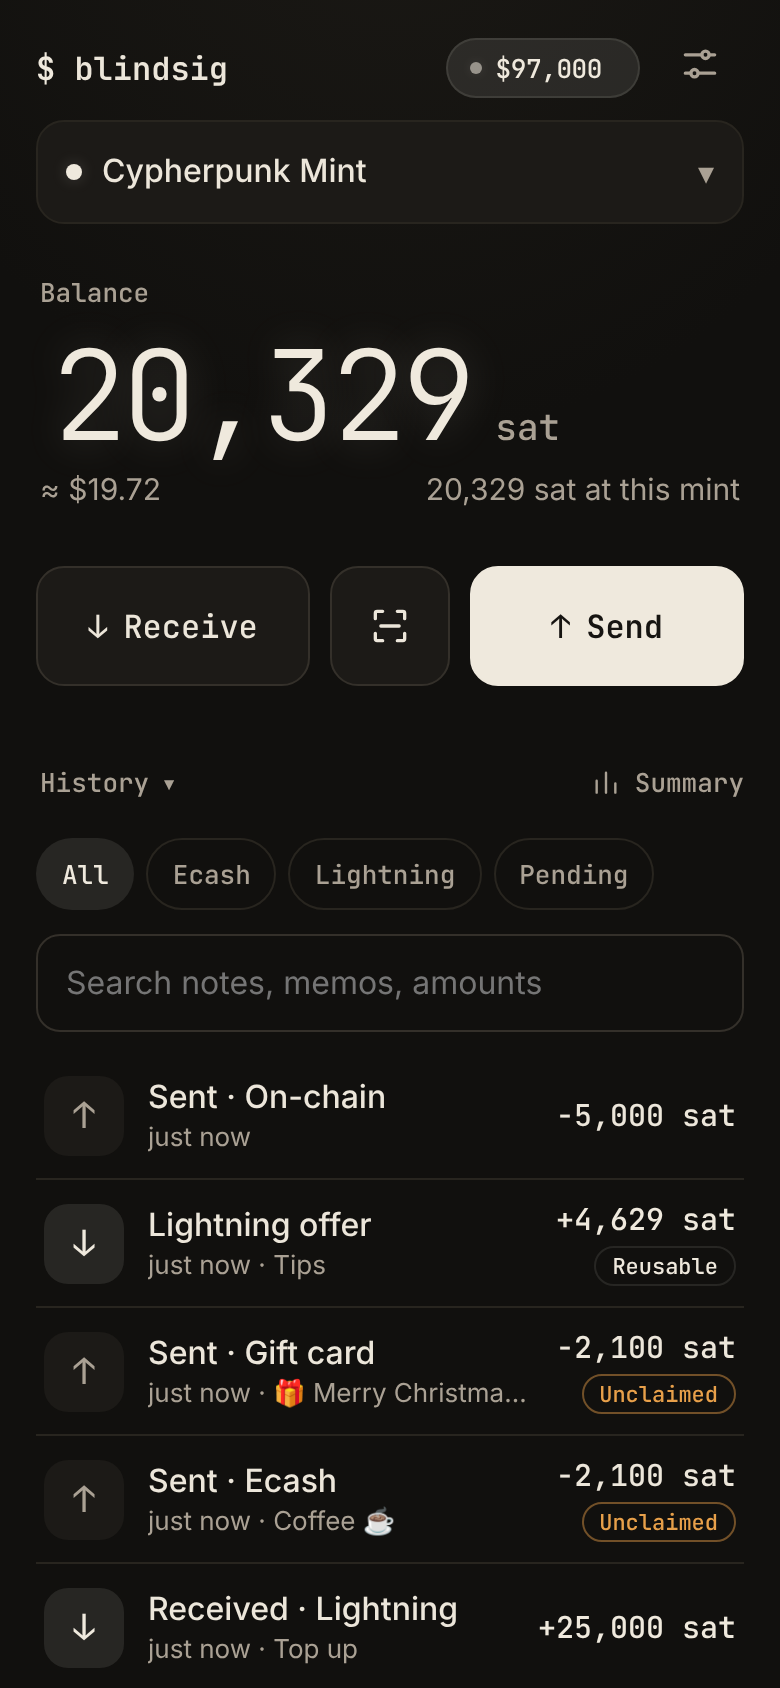 $ blindsig
$97,000
Cypherpunk Mint ▾
Balance
20,329 sat
≈ $19.72
20,329 sat at this mint
↓ Receive
↑ Send
History ▾
Summary
All
Ecash
Lightning
Pending
Search notes, memos, amounts
Sent · On-chain
just now
-5,000 sat
Lightning offer
just now · Tips
+4,629 sat
Reusable
Sent · Gift card
just now · 🎁 Merry Christma...
-2,100 sat
Unclaimed
Sent · Ecash
just now · Coffee ☕
-2,100 sat
Unclaimed
Received · Lightning
just now · Top up
+25,000 sat